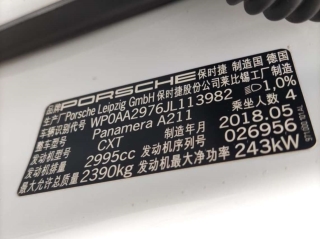 品牌 PORSCHE 保时捷 制造国 德国
生产厂Porsche Leipzig GmbH 保时捷股份公司莱比锡工厂
车辆识别代号 WP0AA2976JL113982 1,0%
整车型号 Panamera A211 乘坐人数 4
发动机型号 CXT 制造年月 2018.05
发动机排量 2995cc 发动机序列号 026956
最大允许总质量 2390kg 发动机最大净功率 243kW